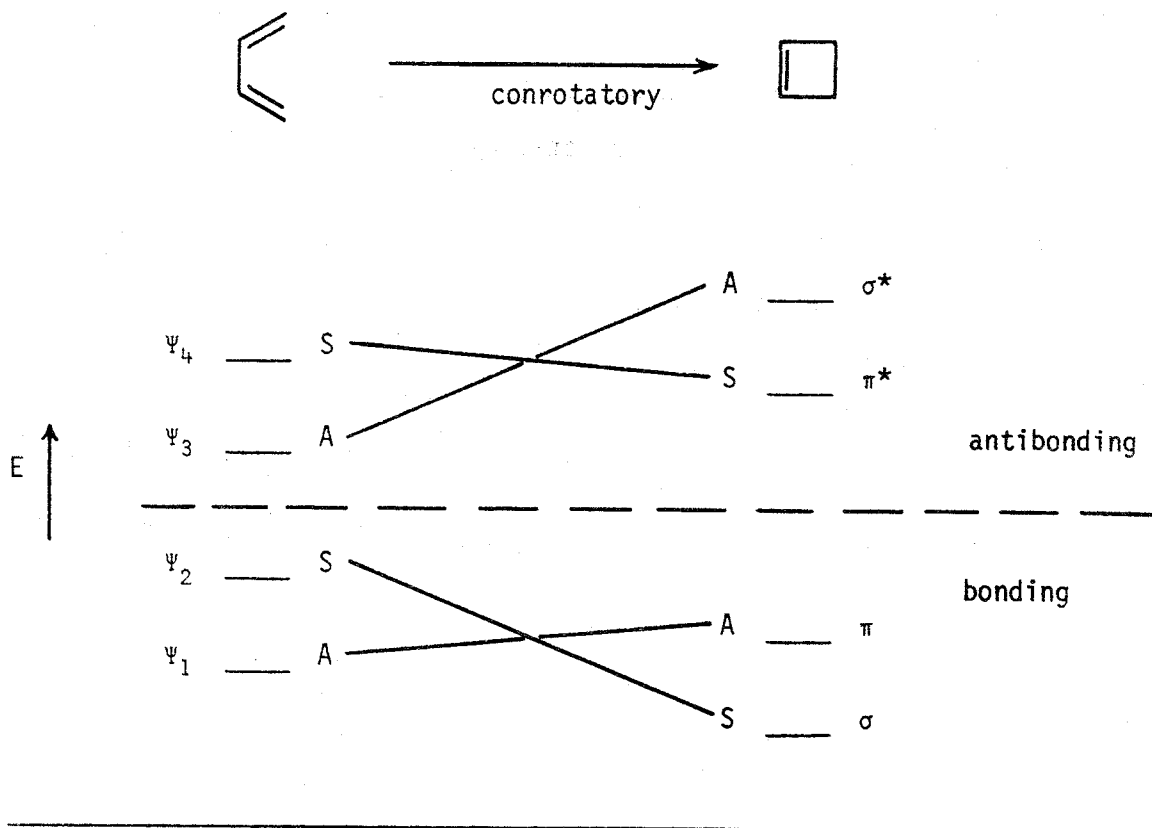 conrotatory
A σ*
Ψ4 S
S π*
Ψ3 A
antibonding
E
Ψ2 S
bonding
A π
Ψ1 A
S σ